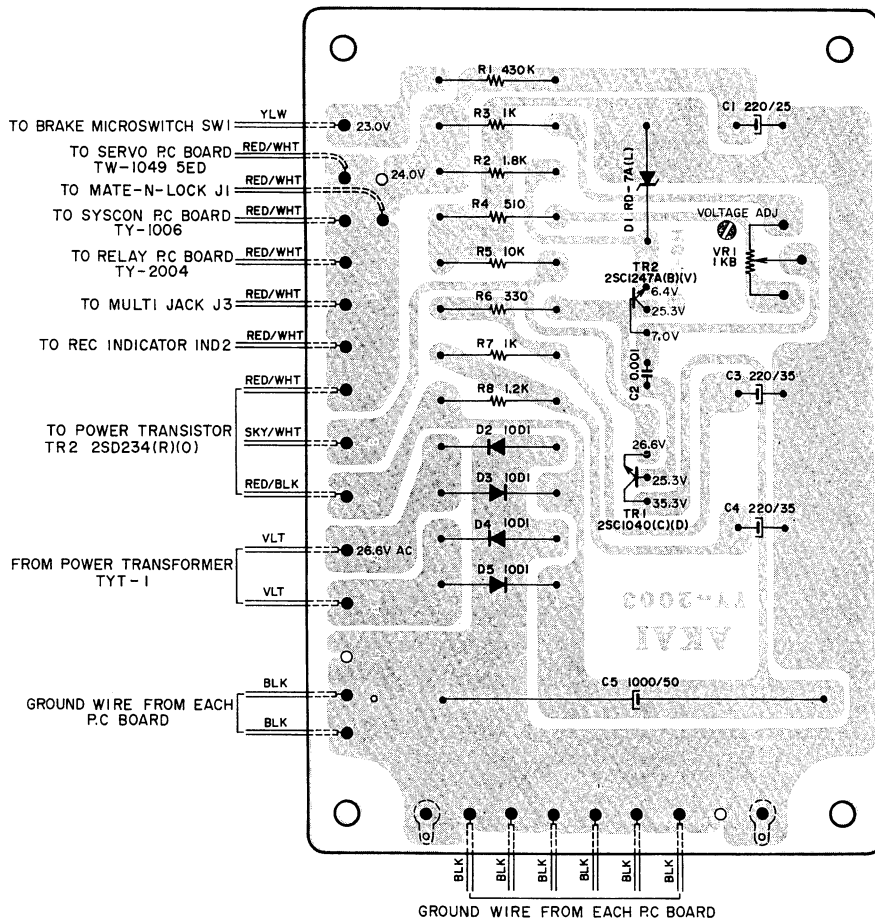 R1 430K
C1 220/25
YLW
TO BRAKE MICROSWITCH SW1
23.0V
R3 1K
RED/WHT
TO SERVO P.C BOARD
TW-1049 5ED
24.0V
R2 1.8K
RED/WHT
TO MATE-N-LOCK J1
D1 RD-7A(L)
RED/WHT
TO SYSCON P.C BOARD
TY-1006
R4 510
VOLTAGE ADJ
VR1
1KB
RED/WHT
TO RELAY P.C BOARD
TY-2004
R5 10K
TR2
2SC1247A(B)(V)
6.4V
25.3V
7.0V
RED/WHT
TO MULTI JACK J3
R6 330
RED/WHT
TO REC INDICATOR IND2
R7 1K
C2 0.001
C3 220/35
RED/WHT
R8 1.2K
TO POWER TRANSISTOR
TR2 2SD234(R)(O)
SKY/WHT
D2 10D1
26.6V
25.3V
35.3V
TR1
2SC1040(C)(D)
RED/BLK
D3 10D1
C4 220/35
VLT
26.6V AC
D4 10D1
FROM POWER TRANSFORMER
TYT-1
D5 10D1
VLT
TY-2003
AKAI
BLK
GROUND WIRE FROM EACH
P.C BOARD
BLK
C5 1000/50
BLK
BLK
BLK
BLK
BLK
BLK
GROUND WIRE FROM EACH P.C BOARD